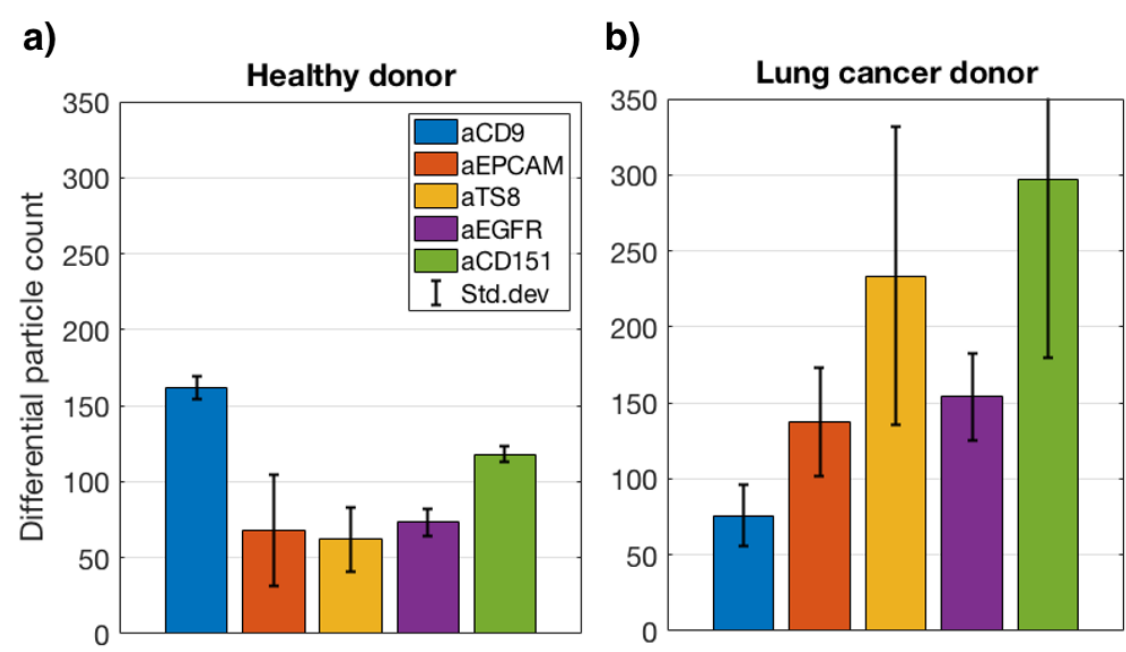 a)
Healthy donor
350
300
250
200
150
100
50
0
Differential particle count
aCD9
aEPCAM
aTS8
aEGFR
aCD151
Std.dev
b)
Lung cancer donor
350
300
250
200
150
100
50
0